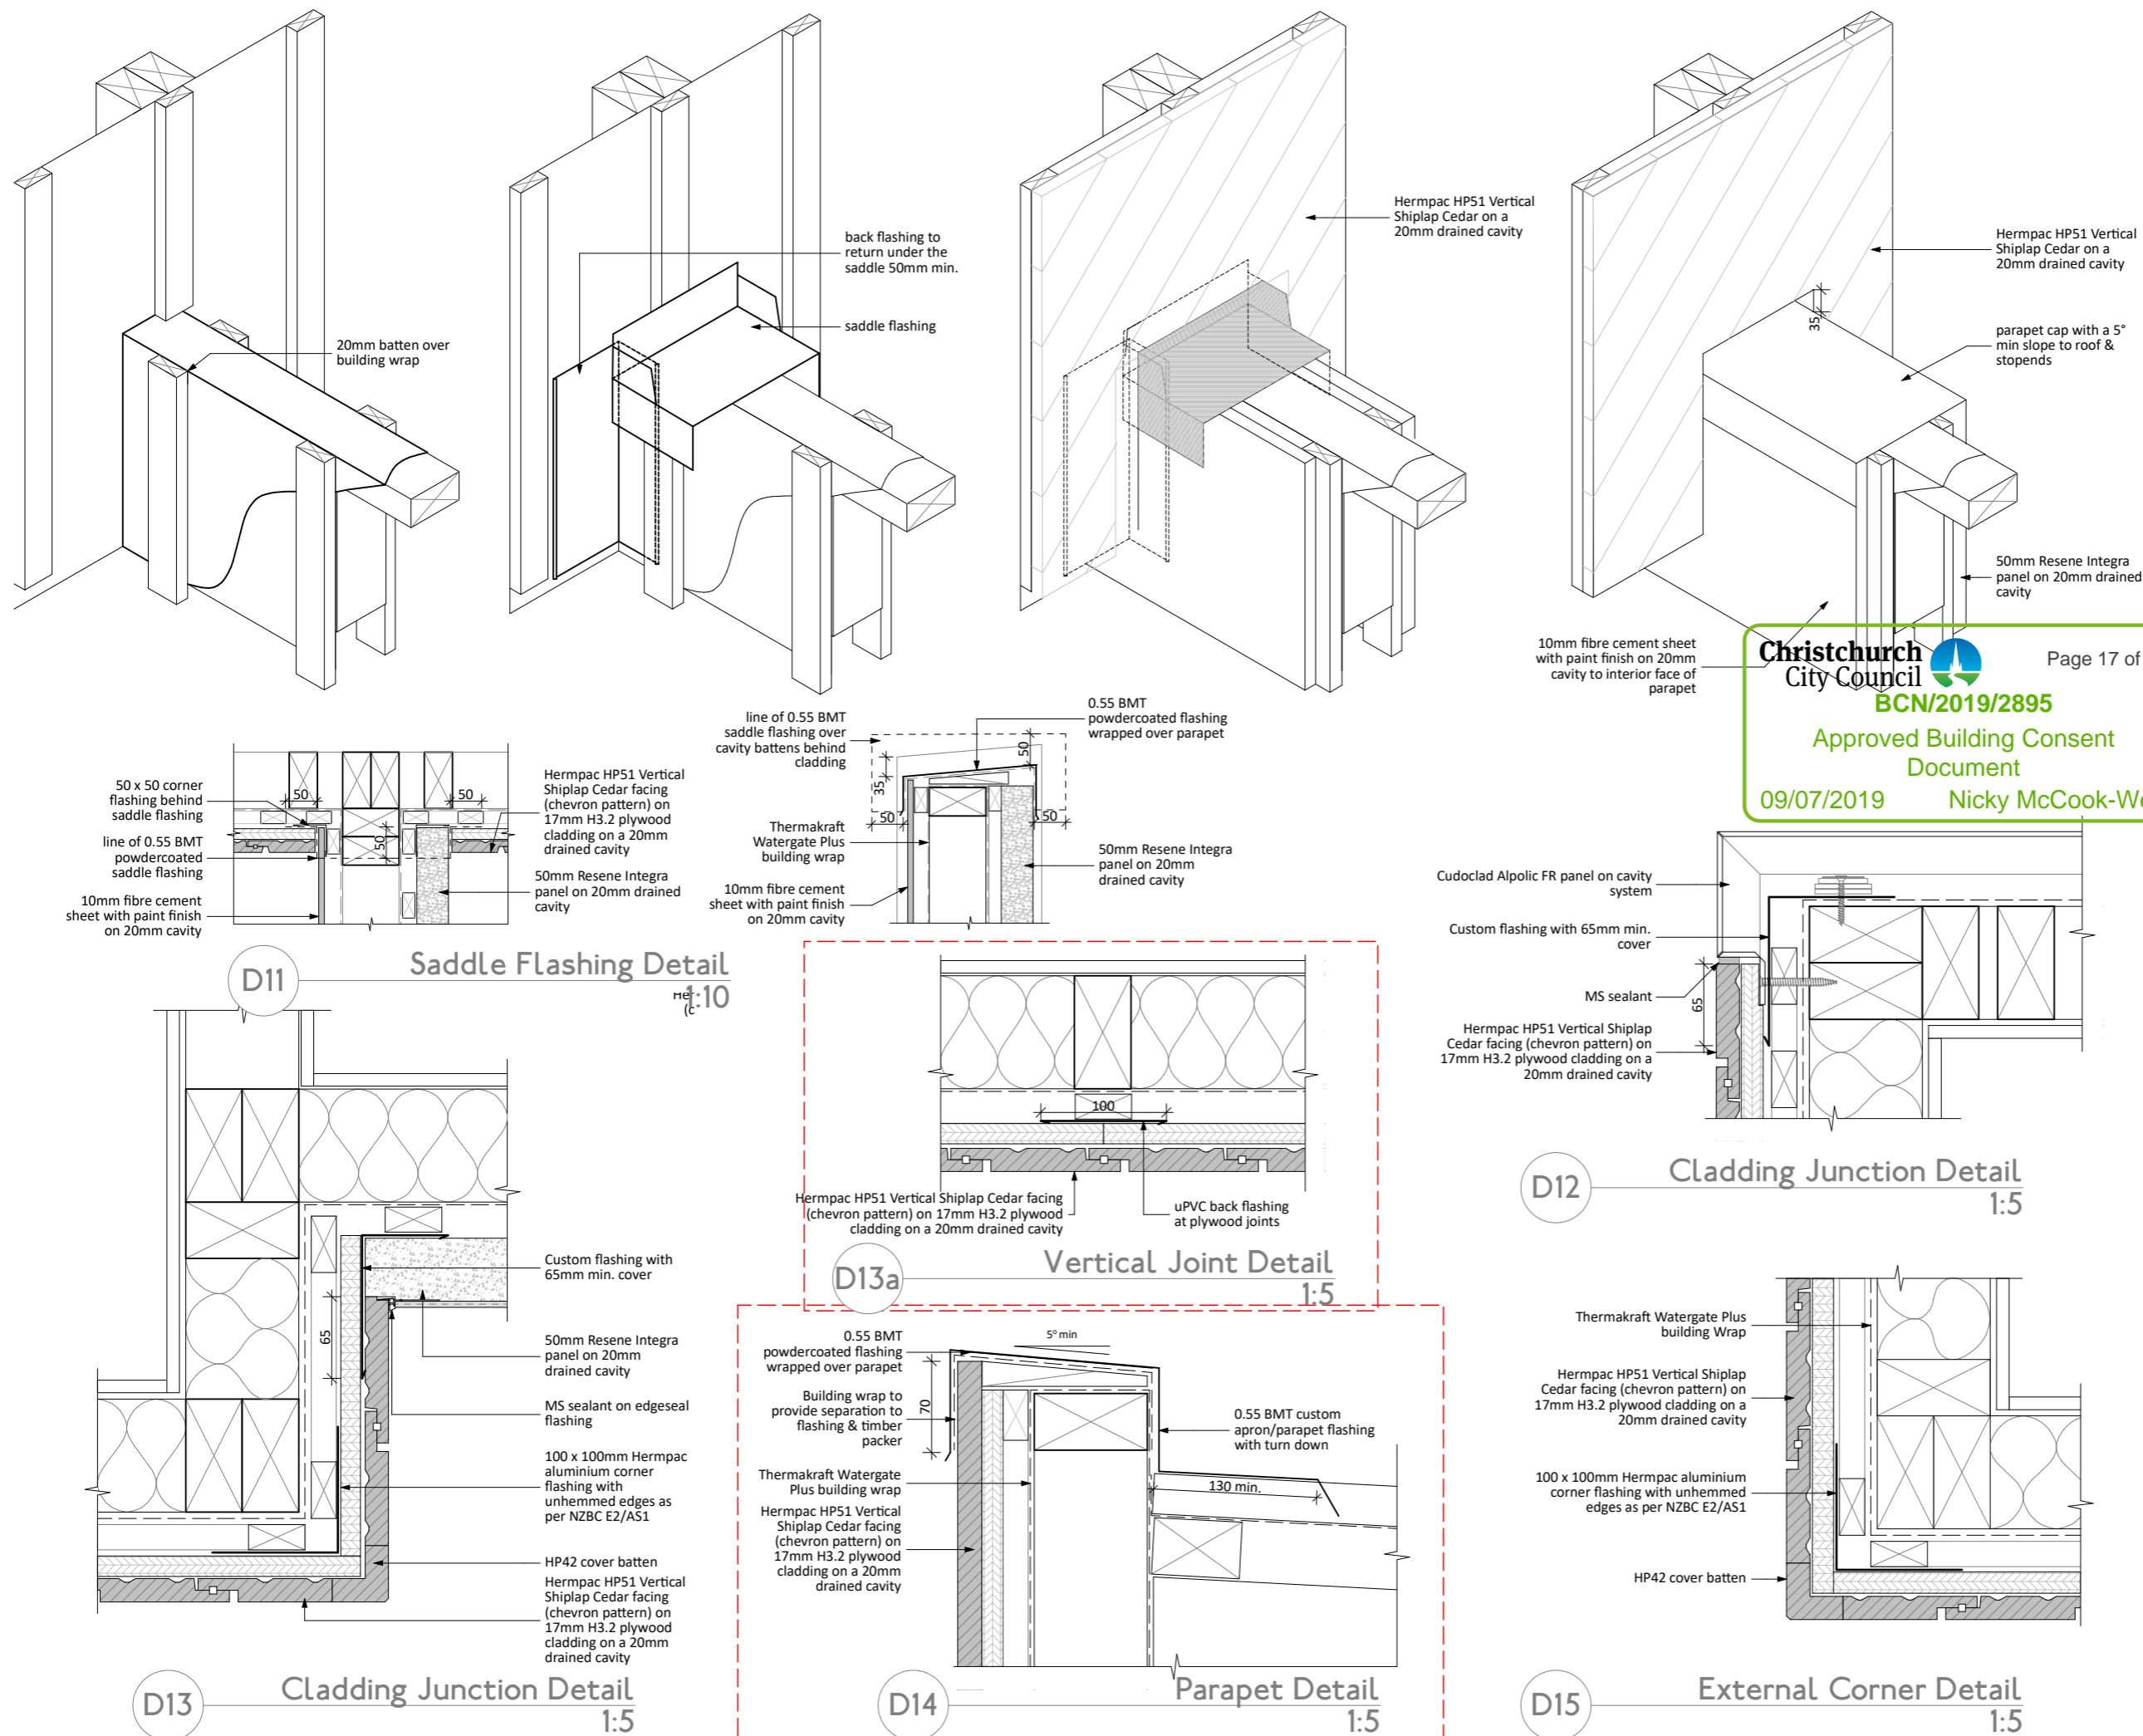 20mm batten over
building wrap
back flashing to
return under the
saddle 50mm min.
saddle flashing
Hermpac HP51 Vertical
Shiplap Cedar on a
20mm drained cavity
Hermpac HP51 Vertical
Shiplap Cedar on a
20mm drained cavity
35
parapet cap with a 5°
min slope to roof &
stopends
50mm Resene Integra
panel on 20mm drained
cavity
10mm fibre cement sheet
with paint finish on 20mm
cavity to interior face of
parapet
Christchurch
City Council
Page 17 of
BCN/2019/2895
Approved Building Consent
Document
09/07/2019 Nicky McCook-We
50 x 50 corner
flashing behind
saddle flashing
line of 0.55 BMT
powdercoated
saddle flashing
10mm fibre cement
sheet with paint finish
on 20mm cavity
50
50
50
Hermpac HP51 Vertical
Shiplap Cedar facing
(chevron pattern) on
17mm H3.2 plywood
cladding on a 20mm
drained cavity
50mm Resene Integra
panel on 20mm drained
cavity
line of 0.55 BMT
saddle flashing over
cavity battens behind
cladding
0.55 BMT
powdercoated flashing
wrapped over parapet
50
35
50
50
Thermakraft
Watergate Plus
building wrap
10mm fibre cement
sheet with paint finish
on 20mm cavity
50mm Resene Integra
panel on 20mm
drained cavity
D11
Saddle Flashing Detail
1:10
He
(c
Cudoclad Alpolic FR panel on cavity
system
Custom flashing with 65mm min.
cover
MS sealant
65
Hermpac HP51 Vertical Shiplap
Cedar facing (chevron pattern) on
17mm H3.2 plywood cladding on a
20mm drained cavity
D12
Cladding Junction Detail
1:5
100
Hermpac HP51 Vertical Shiplap Cedar facing
(chevron pattern) on 17mm H3.2 plywood
cladding on a 20mm drained cavity
uPVC back flashing
at plywood joints
D13a
Vertical Joint Detail
1:5
65
Custom flashing with
65mm min. cover
50mm Resene Integra
panel on 20mm
drained cavity
MS sealant on edgeseal
flashing
100 x 100mm Hermpac
aluminium corner
flashing with
unhemmed edges as
per NZBC E2/AS1
HP42 cover batten
Hermpac HP51 Vertical
Shiplap Cedar facing
(chevron pattern) on
17mm H3.2 plywood
cladding on a 20mm
drained cavity
D13
Cladding Junction Detail
1:5
0.55 BMT
powdercoated flashing
wrapped over parapet
5° min
Building wrap to
provide separation to
flashing & timber
packer
70
0.55 BMT custom
apron/parapet flashing
with turn down
Thermakraft Watergate
Plus building wrap
130 min.
Hermpac HP51 Vertical
Shiplap Cedar facing
(chevron pattern) on
17mm H3.2 plywood
cladding on a 20mm
drained cavity
D14
Parapet Detail
1:5
Thermakraft Watergate Plus
building Wrap
Hermpac HP51 Vertical Shiplap
Cedar facing (chevron pattern) on
17mm H3.2 plywood cladding on a
20mm drained cavity
100 x 100mm Hermpac aluminium
corner flashing with unhemmed
edges as per NZBC E2/AS1
HP42 cover batten
D15
External Corner Detail
1:5